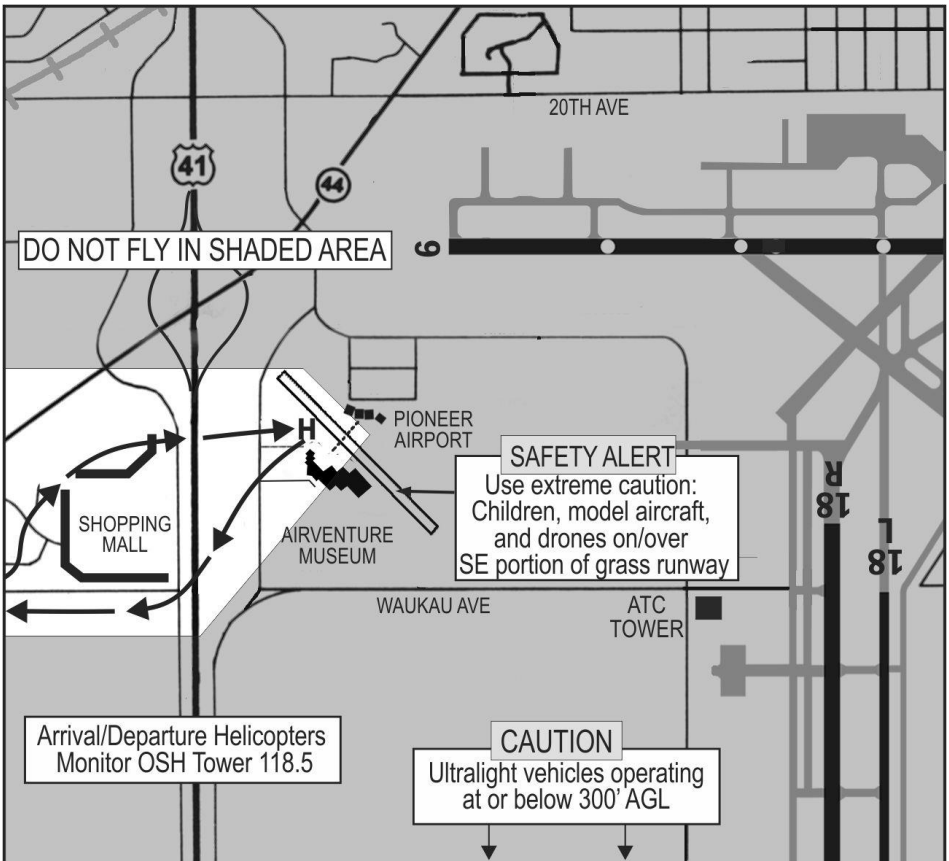 20TH AVE
41
44
9
DO NOT FLY IN SHADED AREA
H
PIONEER
AIRPORT
SAFETY ALERT
Use extreme caution:
Children, model aircraft,
and drones on/over
SE portion of grass runway
SHOPPING
MALL
AIRVENTURE
MUSEUM
18
R
18
L
WAUKAU AVE
ATC
TOWER
Arrival/Departure Helicopters
Monitor OSH Tower 118.5
CAUTION
Ultralight vehicles operating
at or below 300' AGL